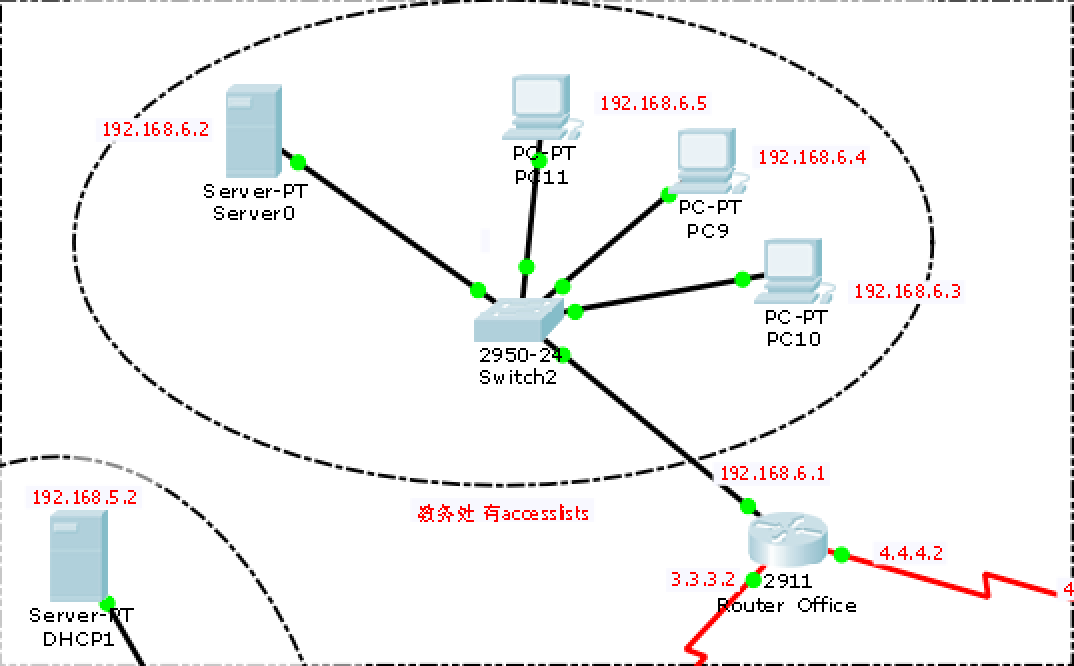 192.168.6.5
192.168.6.2
PC-PT
PC11
192.168.6.4
Server-PT
Server0
PC-PT
PC9
192.168.6.3
PC-PT
PC10
2950-24
Switch2
192.168.6.1
192.168.5.2
教务处 有accesslists
4.4.4.2
3.3.3.2
2911
Router Office
4
Server-PT
DHCP1